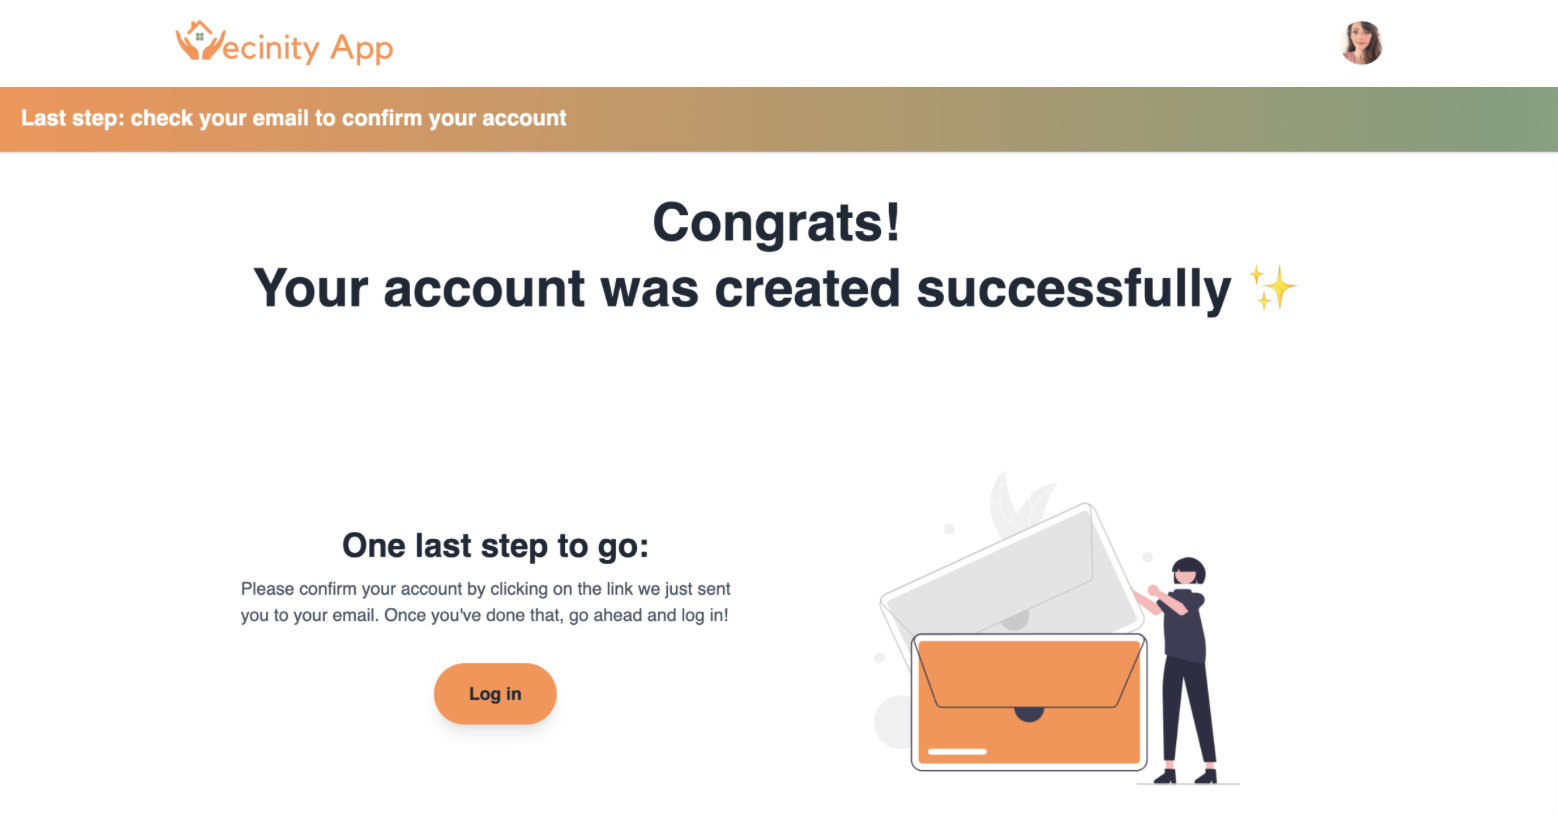 Vecinity App
Last step: check your email to confirm your account
Congrats!
Your account was created successfully ✨
One last step to go:
Please confirm your account by clicking on the link we just sent
you to your email. Once you've done that, go ahead and log in!
Log in